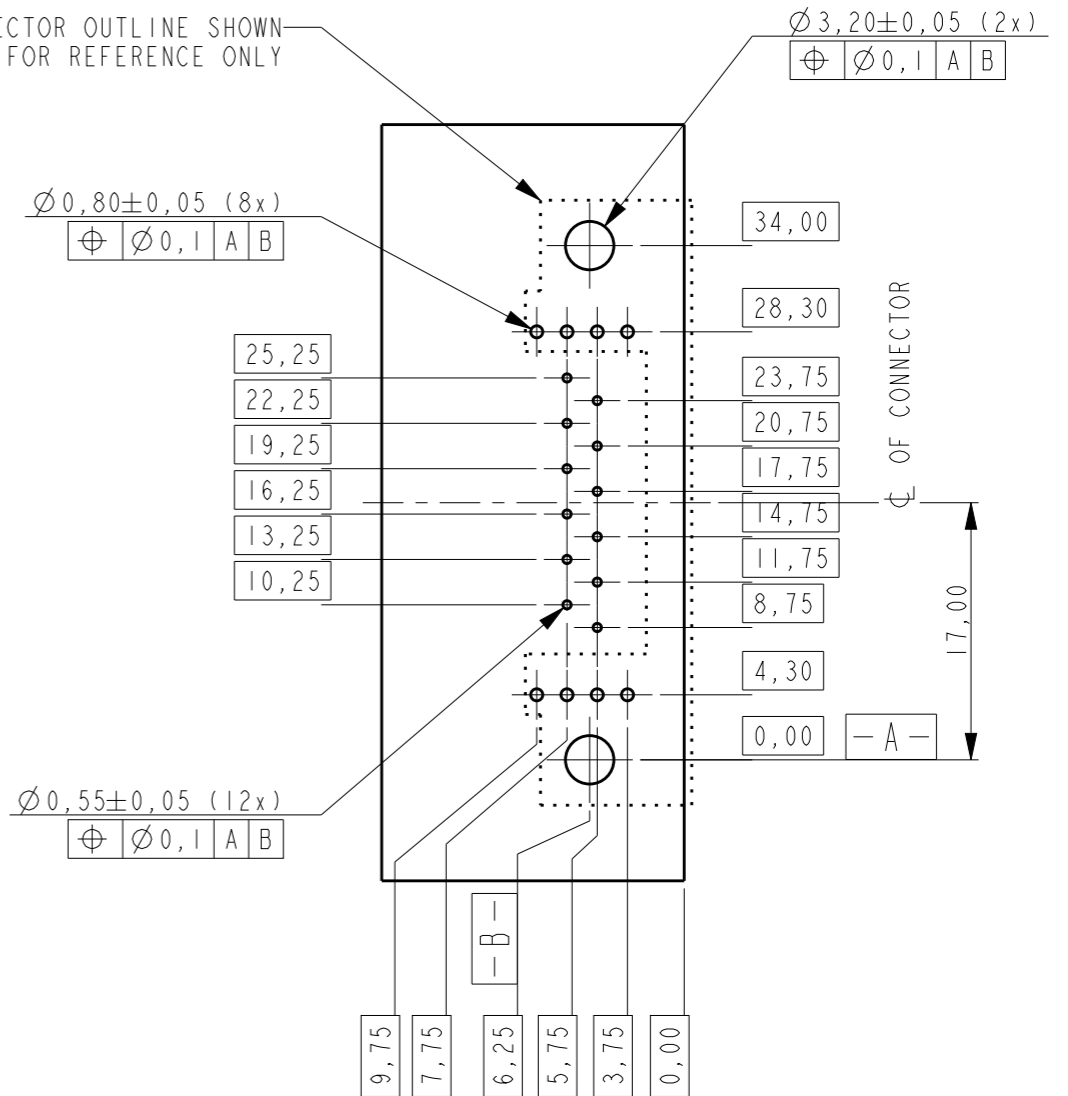 ECTOR OUTLINE SHOWN
FOR REFERENCE ONLY
Ø3,20±0,05 (2x)
⌖ Ø0,1 A B
Ø0,80±0,05 (8x)
⌖ Ø0,1 A B
34,00
28,30
25,25
23,75
22,25
20,75
19,25
17,75
16,25
14,75
13,25
11,75
10,25
8,75
4,30
0,00
-A-
℄ OF CONNECTOR
17,00
Ø0,55±0,05 (12x)
⌖ Ø0,1 A B
-B-
9,75
7,75
6,25
5,75
3,75
0,00